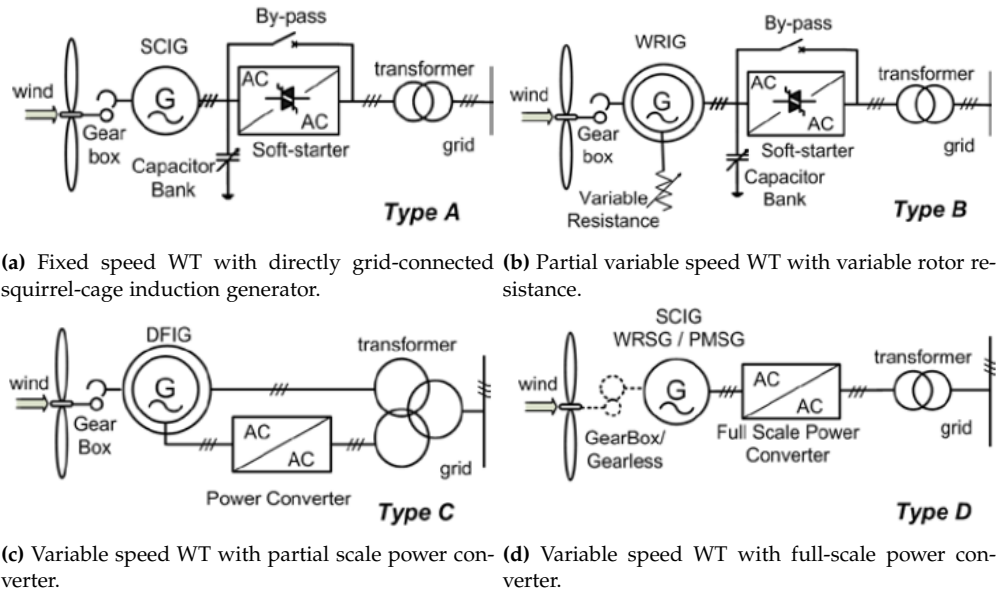 By-pass
SCIG
wind
G
AC
AC
transformer
Gear
box
Capacitor
Bank
Soft-starter
grid
Type A
By-pass
WRIG
wind
G
AC
AC
transformer
Gear
box
Variable
Resistance
Soft-starter
Capacitor
Bank
grid
Type B
(a) Fixed speed WT with directly grid-connected
squirrel-cage induction generator.
(b) Partial variable speed WT with variable rotor re-
sistance.
DFIG
wind
G
transformer
Gear
Box
AC
AC
Power Converter
grid
Type C
SCIG
WRSG / PMSG
wind
G
AC
AC
transformer
GearBox/
Gearless
Full Scale Power
Converter
grid
Type D
(c) Variable speed WT with partial scale power con-
verter.
(d) Variable speed WT with full-scale power con-
verter.